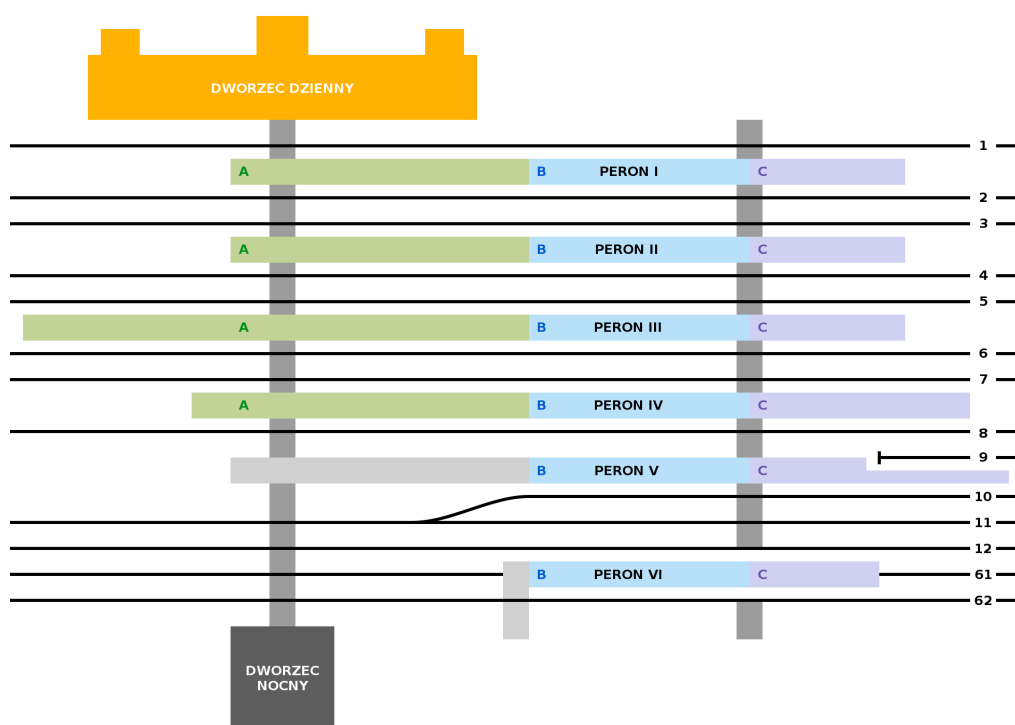 DWORZEC DZIENNY
1
A B PERON I C
2
3
A B PERON II C
4
5
A B PERON III C
6
7
A B PERON IV C
8
9
B PERON V C
10
11
12
B PERON VI C 61
62
DWORZEC
NOCNY